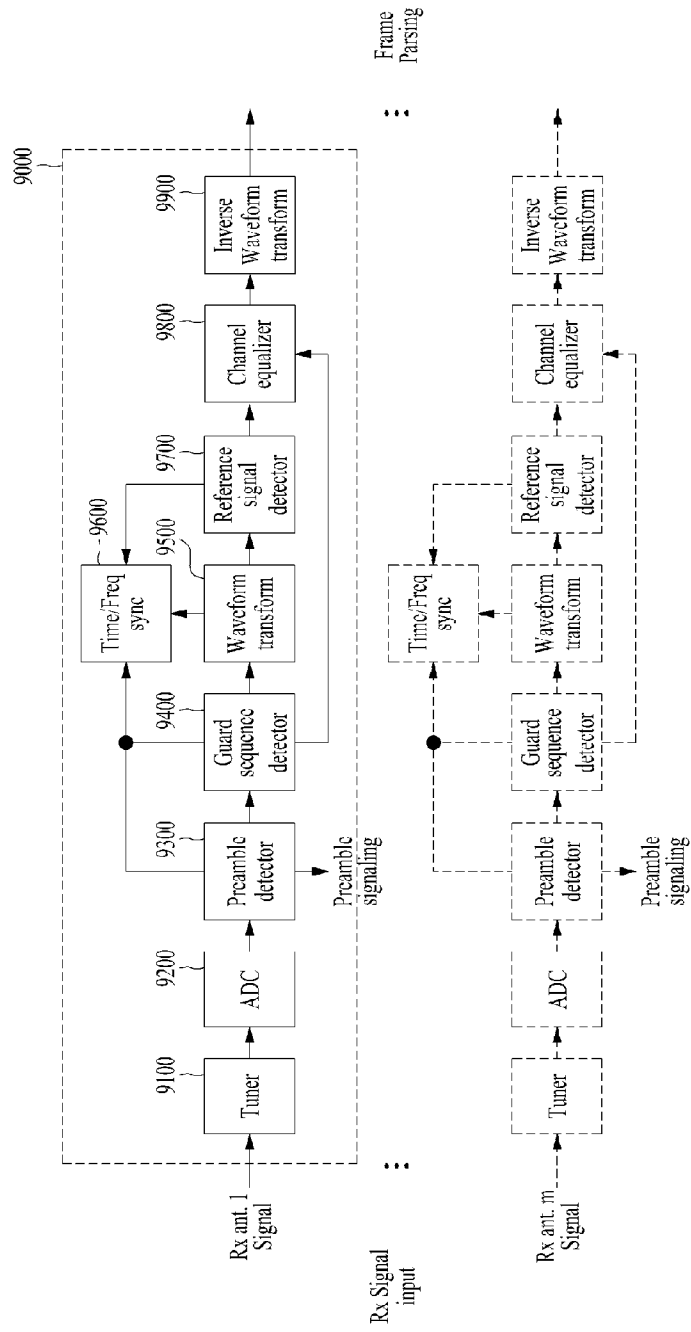 9000
9100
9200
9300
9400
9500
9600
9700
9800
9900
Rx Signal
input
Rx ant. 1
Signal
Tuner
ADC
Preamble
detector
Preamble
signaling
Guard
sequence
detector
Waveform
transform
Time/Freq
sync
Reference
signal
detector
Channel
equalizer
Inverse
Waveform
transform
Frame
Parsing
Rx ant. m
Signal
Tuner
ADC
Preamble
detector
Preamble
signaling
Guard
sequence
detector
Waveform
transform
Time/Freq
sync
Reference
signal
detector
Channel
equalizer
Inverse
Waveform
transform